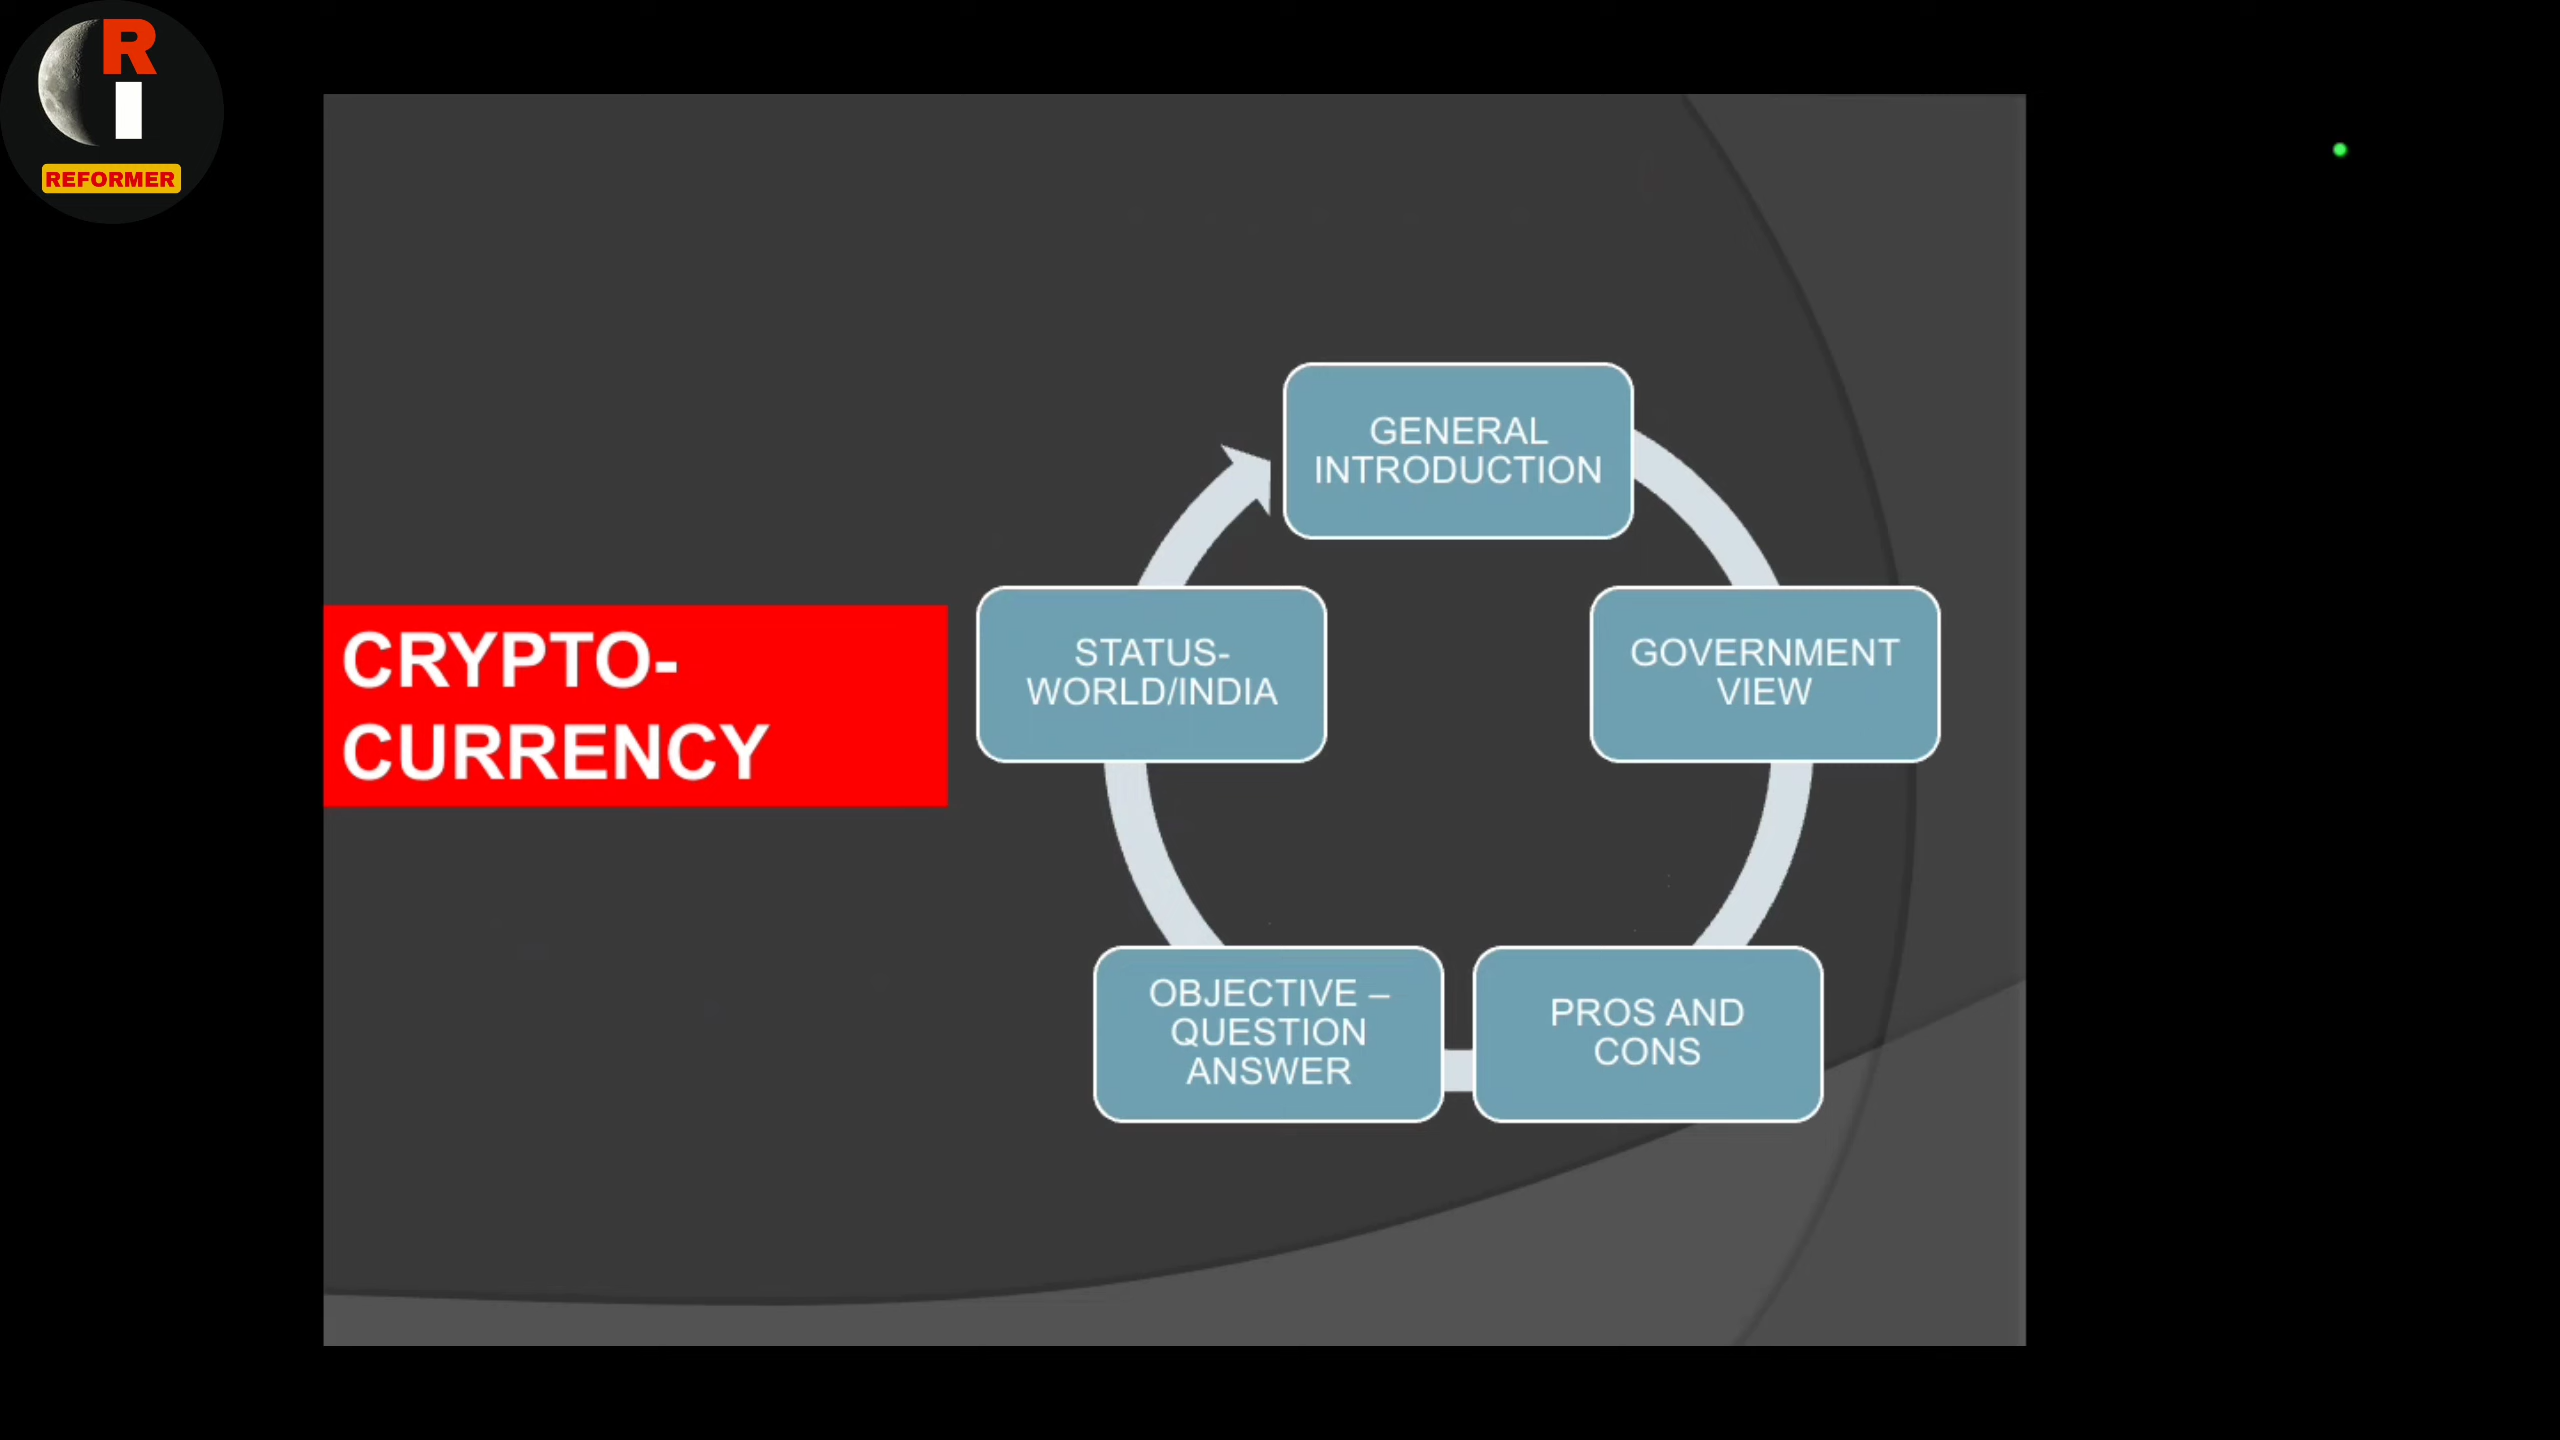 R
I
REFORMER
CRYPTO-
CURRENCY
GENERAL
INTRODUCTION
GOVERNMENT
VIEW
PROS AND
CONS
OBJECTIVE –
QUESTION
ANSWER
STATUS-
WORLD/INDIA